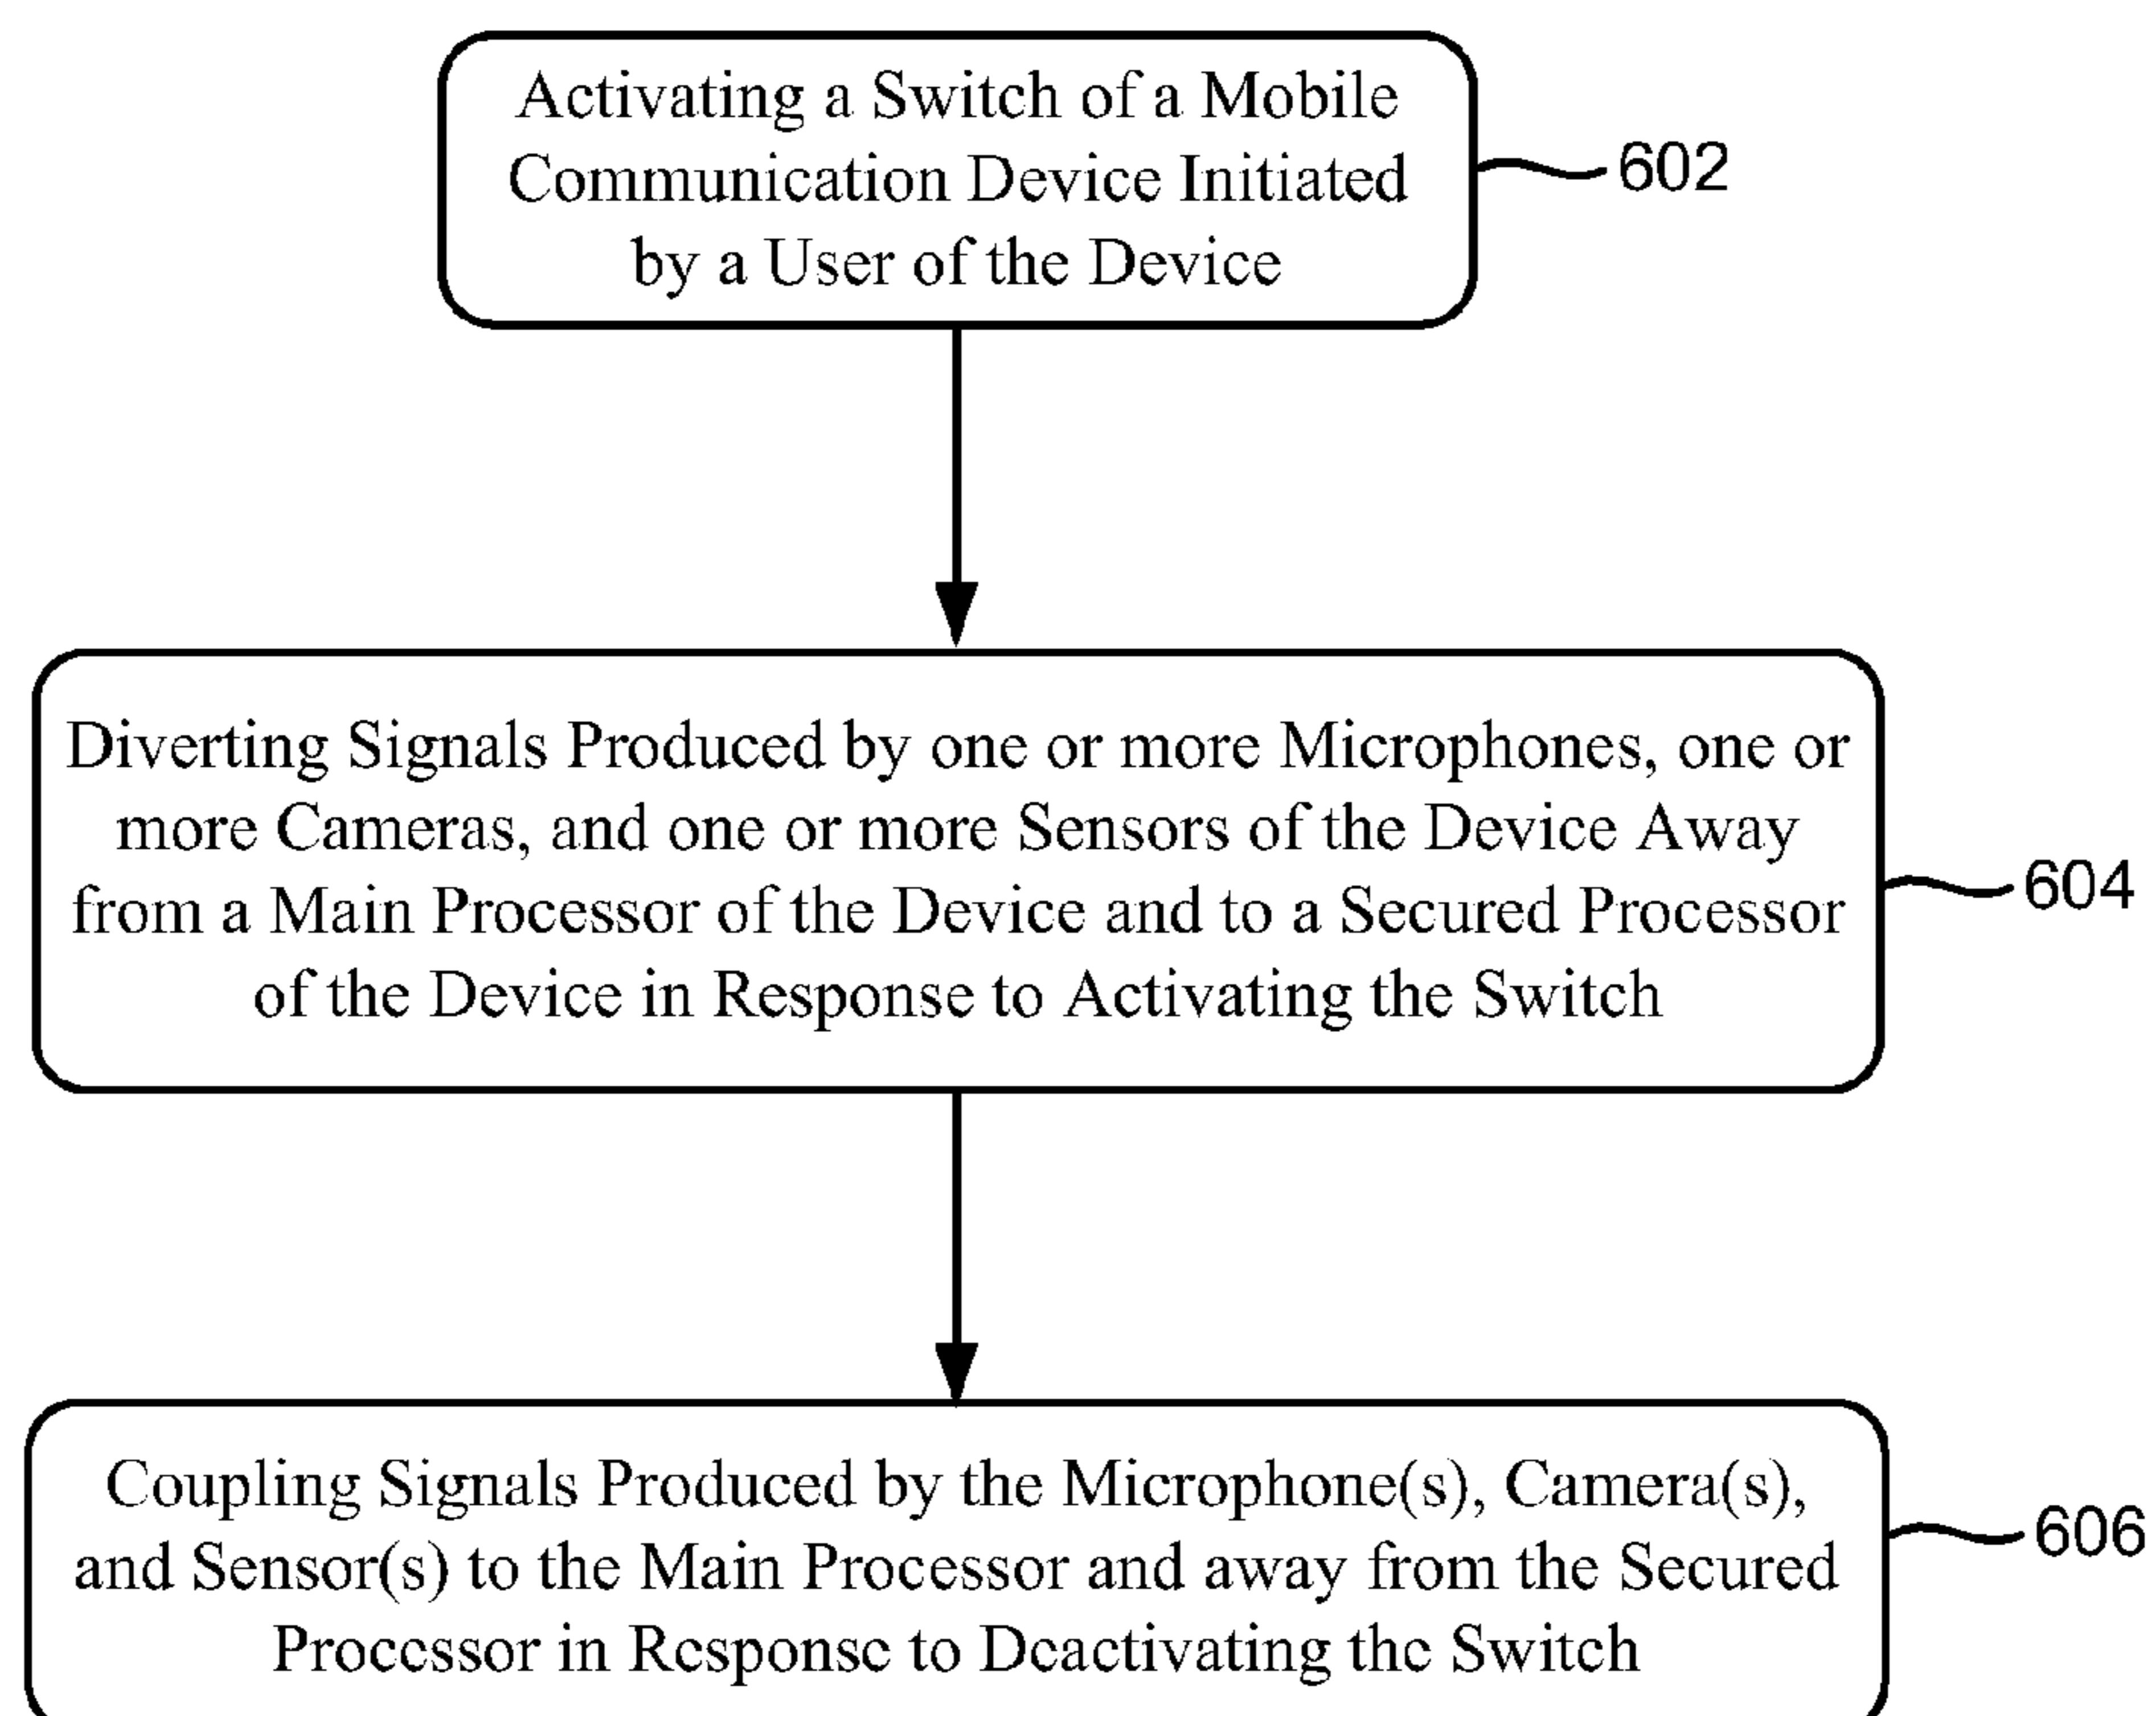 Activating a Switch of a Mobile
Communication Device Initiated
by a User of the Device
602
Diverting Signals Produced by one or more Microphones, one or
more Cameras, and one or more Sensors of the Device Away
from a Main Processor of the Device and to a Secured Processor
of the Device in Response to Activating the Switch
604
Coupling Signals Produced by the Microphone(s), Camera(s),
and Sensor(s) to the Main Processor and away from the Secured
Processor in Response to Deactivating the Switch
606